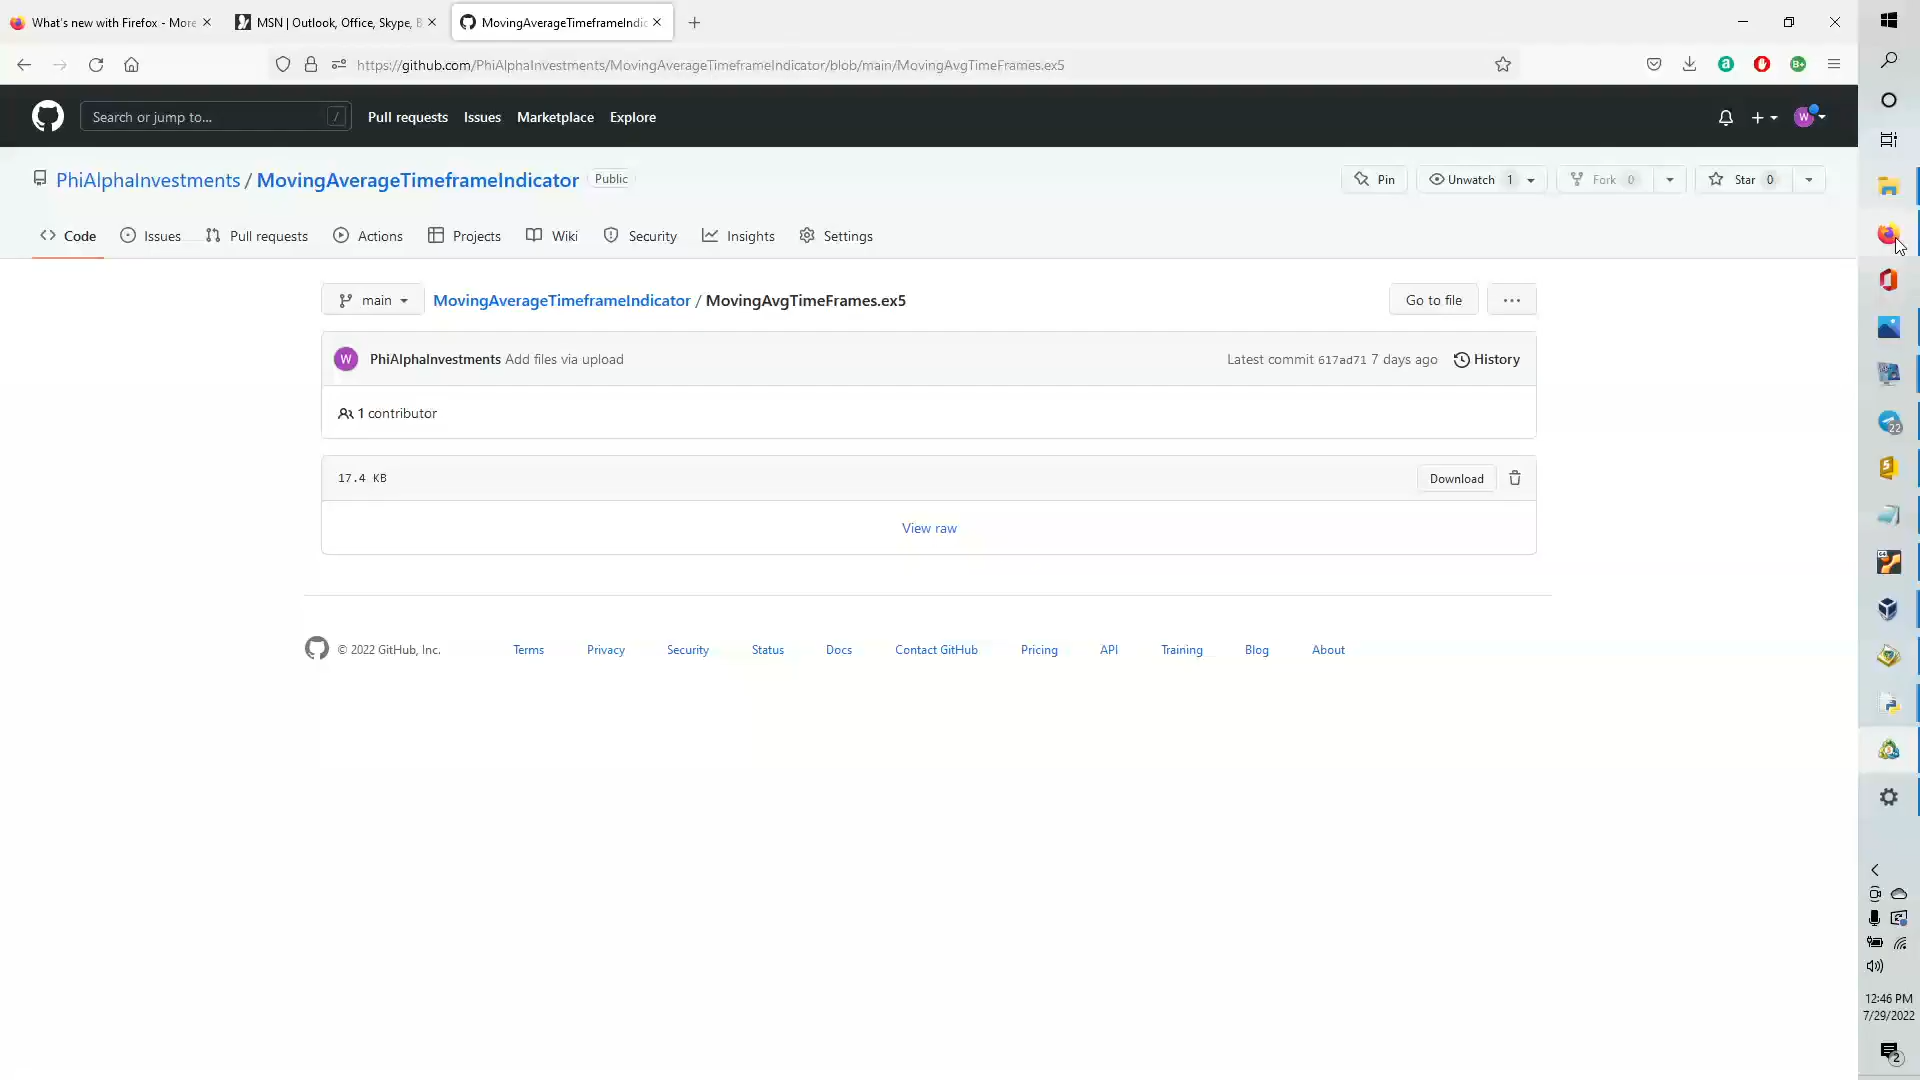 What's new with Firefox - More
MSN | Outlook, Office, Skype, B
MovingAverageTimeframeIndic
https://github.com/PhiAlphaInvestments/MovingAverageTimeframeIndicator/blob/main/MovingAvgTimeFrames.ex5
Search or jump to... /
Pull requests Issues Marketplace Explore
W
PhiAlphaInvestments / MovingAverageTimeframeIndicator Public
Pin Unwatch 1 Fork 0 Star 0
Code Issues Pull requests Actions Projects Wiki Security Insights Settings
main MovingAverageTimeframeIndicator / MovingAvgTimeFrames.ex5 Go to file ...
W PhiAlphaInvestments Add files via upload Latest commit 617ad71 7 days ago History
1 contributor
17.4 KB Download
View raw
© 2022 GitHub, Inc. Terms Privacy Security Status Docs Contact GitHub Pricing API Training Blog About
22
12:46 PM
7/29/2022
2